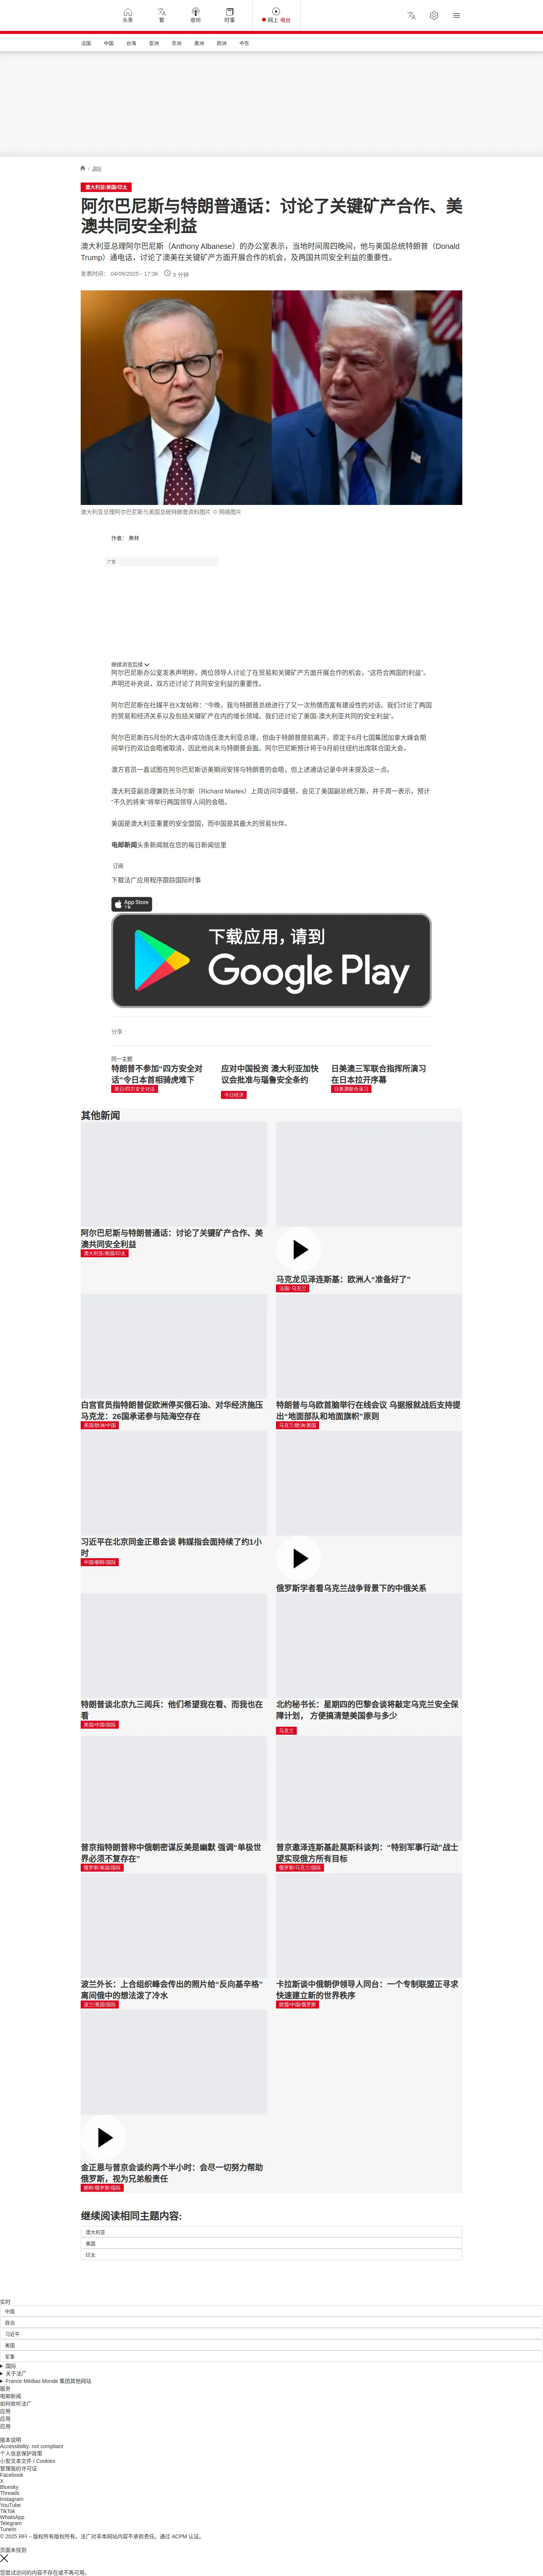 头条
繁
收听
时事
网上 电台
法国
中国
台海
亚洲
非洲
美洲
欧洲
中东
/ 国际
澳大利亚/美国/印太
阿尔巴尼斯与特朗普通话：讨论了关键矿产合作、美
澳共同安全利益
澳大利亚总理阿尔巴尼斯（Anthony Albanese）的办公室表示，当地时间周四晚间，他与美国总统特朗普（Donald
Trump）通电话，讨论了澳美在关键矿产方面开展合作的机会，及两国共同安全利益的重要性。
发表时间： 04/09/2025 - 17:36
3 分钟
澳大利亚总理阿尔巴尼斯与美国总统特朗普资料图片 © 网络图片
作者： 弗林
广告
继续浏览后续
阿尔巴尼斯办公室发表声明称，两位领导人讨论了在贸易和关键矿产方面开展合作的机会，“这符合两国的利益”。
声明还补充说，双方还讨论了共同安全利益的重要性。
阿尔巴尼斯在社媒平台X发帖称：“今晚，我与特朗普总统进行了又一次热情而富有建设性的对话。我们讨论了两国
的贸易和经济关系以及包括关键矿产在内的增长领域。我们还讨论了美国-澳大利亚共同的安全利益”。
阿尔巴尼斯在5月份的大选中成功连任澳大利亚总理，但由于特朗普提前离开，原定于6月七国集团加拿大峰会期
间举行的双边会晤被取消，因此他尚未与特朗普会面。阿尔巴尼斯预计将于9月前往纽约出席联合国大会。
澳方官员一直试图在阿尔巴尼斯访美期间安排与特朗普的会晤，但上述通话记录中并未提及这一点。
澳大利亚副总理兼防长马尔斯（Richard Marles）上周访问华盛顿，会见了美国副总统万斯，并于周一表示，预计
“不久的将来”将举行两国领导人间的会晤。
美国是澳大利亚重要的安全盟国，而中国是其最大的贸易伙伴。
电邮新闻头条新闻就在您的每日新闻信里
订阅
下载法广应用程序跟踪国际时事
App Store
下载
下载应用，请到
Google Play
分享 :
同一主题
特朗普不参加“四方安全对
话”令日本首相骑虎难下
美日/四方安全对话
应对中国投资 澳大利亚加快
议会批准与瑙鲁安全条约
今日经济
日美澳三军联合指挥所演习
在日本拉开序幕
日美澳联合演习
其他新闻
阿尔巴尼斯与特朗普通话：讨论了关键矿产合作、美
澳共同安全利益
澳大利亚/美国/印太
马克龙见泽连斯基：欧洲人“准备好了”
法国/ 乌克兰
白宫官员指特朗普促欧洲停买俄石油、对华经济施压
马克龙：26国承诺参与陆海空存在
美国/欧洲/中国
特朗普与乌欧首脑举行在线会议 乌据报就战后支持提
出“地面部队和地面旗帜”原则
乌克兰/欧洲/美国
习近平在北京同金正恩会谈 韩媒指会面持续了约1小
时
中国/朝鲜/国际
俄罗斯学者看乌克兰战争背景下的中俄关系
特朗普谈北京九三阅兵：他们希望我在看、而我也在
看
美国/中国/国际
北约秘书长：星期四的巴黎会谈将敲定乌克兰安全保
障计划， 方便搞清楚美国参与多少
乌克兰
普京指特朗普称中俄朝密谋反美是幽默 强调“单极世
界必须不复存在”
俄罗斯/美国/国际
普京邀泽连斯基赴莫斯科谈判：“特别军事行动”战士
望实现俄方所有目标
俄罗斯/乌克兰/国际
波兰外长：上合组织峰会传出的照片给“反向基辛格”
离间俄中的想法泼了冷水
波兰/美国/国际
卡拉斯谈中俄朝伊领导人同台：一个专制联盟正寻求
快速建立新的世界秩序
欧盟/中国/俄罗斯
金正恩与普京会谈约两个半小时：会尽一切努力帮助
俄罗斯，视为兄弟般责任
朝鲜/俄罗斯/国际
继续阅读相同主题内容:
澳大利亚
美国
印太
实时
中国
政治
习近平
美国
军事
国际
关于法广
France Médias Monde 集团其他网站
服务
电邮新闻
如何收听法广
应用
应用
应用
版本说明
Accessibility: not compliant
个人信息保护政策
小型文本文件 / Cookies
管理我的许可证
Facebook
X
Bluesky
Threads
Instagram
YouTube
TikTok
WhatsApp
Telegram
TuneIn
© 2025 RFI – 版权所有版权所有。法广对非本网站内容不承担责任。通过 ACPM 认证。
页面未找到
您尝试访问的内容不存在或不再可用。